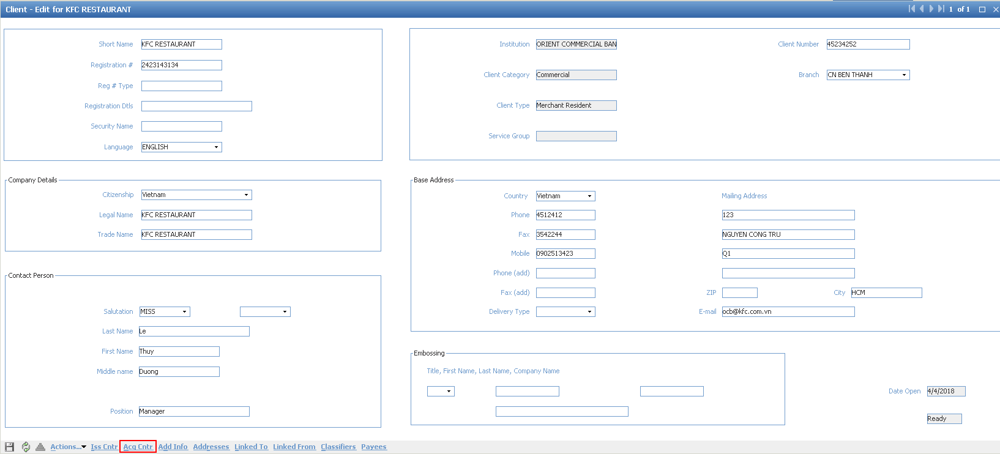 Client - Edit for KFC RESTAURANT
1 of 1
Short Name KFC RESTAURANT
Registration # 2423143134
Reg # Type
Registration Dtls
Security Name
Language ENGLISH
Institution ORIENT COMMERCIAL BAN
Client Number 45234252
Client Category Commercial
Branch CN BEN THANH
Client Type Merchant Resident
Service Group
Company Details
Citizenship Vietnam
Legal Name KFC RESTAURANT
Trade Name KFC RESTAURANT
Base Address
Country Vietnam
Mailing Address
Phone 4512412
123
Fax 3542244
NGUYEN CONG TRU
Mobile 0902513423
Q1
Phone (add)
Fax (add)
ZIP
City HCM
Delivery Type
E-mail ocb@kfc.com.vn
Contact Person
Salutation MISS
Last Name Le
First Name Thuy
Middle name Duong
Position Manager
Embossing
Title, First Name, Last Name, Company Name
Date Open 4/4/2018
Ready
Actions... Iss Cntr Acq Cntr Add Info Addresses Linked To Linked From Classifiers Payees